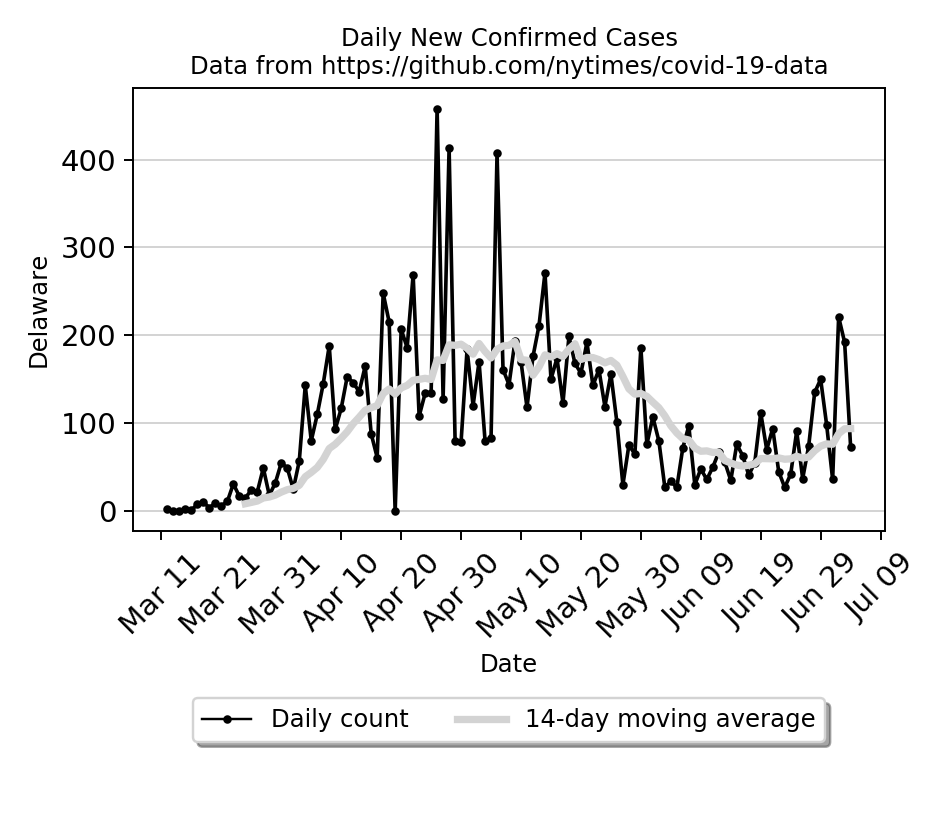 Daily New Confirmed Cases
Data from https://github.com/nytimes/covid-19-data
400
300
200
100
0
Delaware
Mar 11
Mar 21
Mar 31
Apr 10
Apr 20
Apr 30
May 10
May 20
May 30
Jun 09
Jun 19
Jun 29
Jul 09
Date
Daily count
14-day moving average